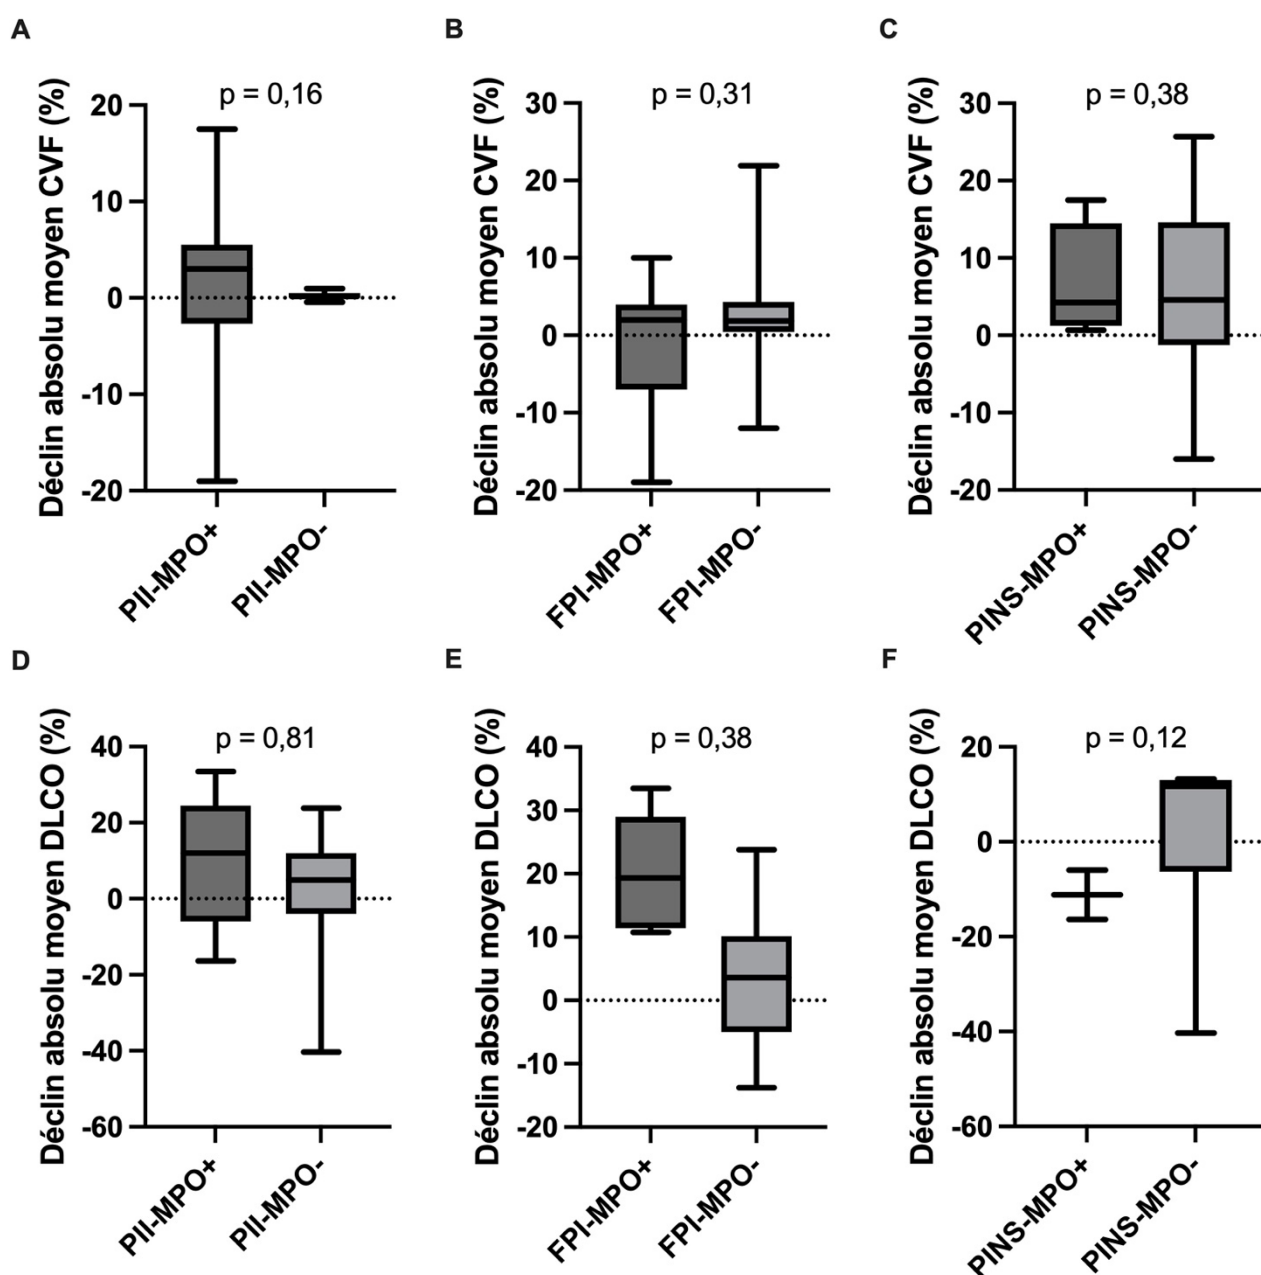 A
Déclin absolu moyen CVF (%)
p = 0,16
20
10
0
-10
-20
PII-MPO+
PII-MPO-
B
Déclin absolu moyen CVF (%)
p = 0,31
30
20
10
0
-10
-20
FPI-MPO+
FPI-MPO-
C
Déclin absolu moyen CVF (%)
p = 0,38
30
20
10
0
-10
-20
PINS-MPO+
PINS-MPO-
D
Déclin absolu moyen DLCO (%)
p = 0,81
40
20
0
-20
-40
-60
PII-MPO+
PII-MPO-
E
Déclin absolu moyen DLCO (%)
p = 0,38
40
30
20
10
0
-10
-20
FPI-MPO+
FPI-MPO-
F
Déclin absolu moyen DLCO (%)
p = 0,12
20
0
-20
-40
-60
PINS-MPO+
PINS-MPO-